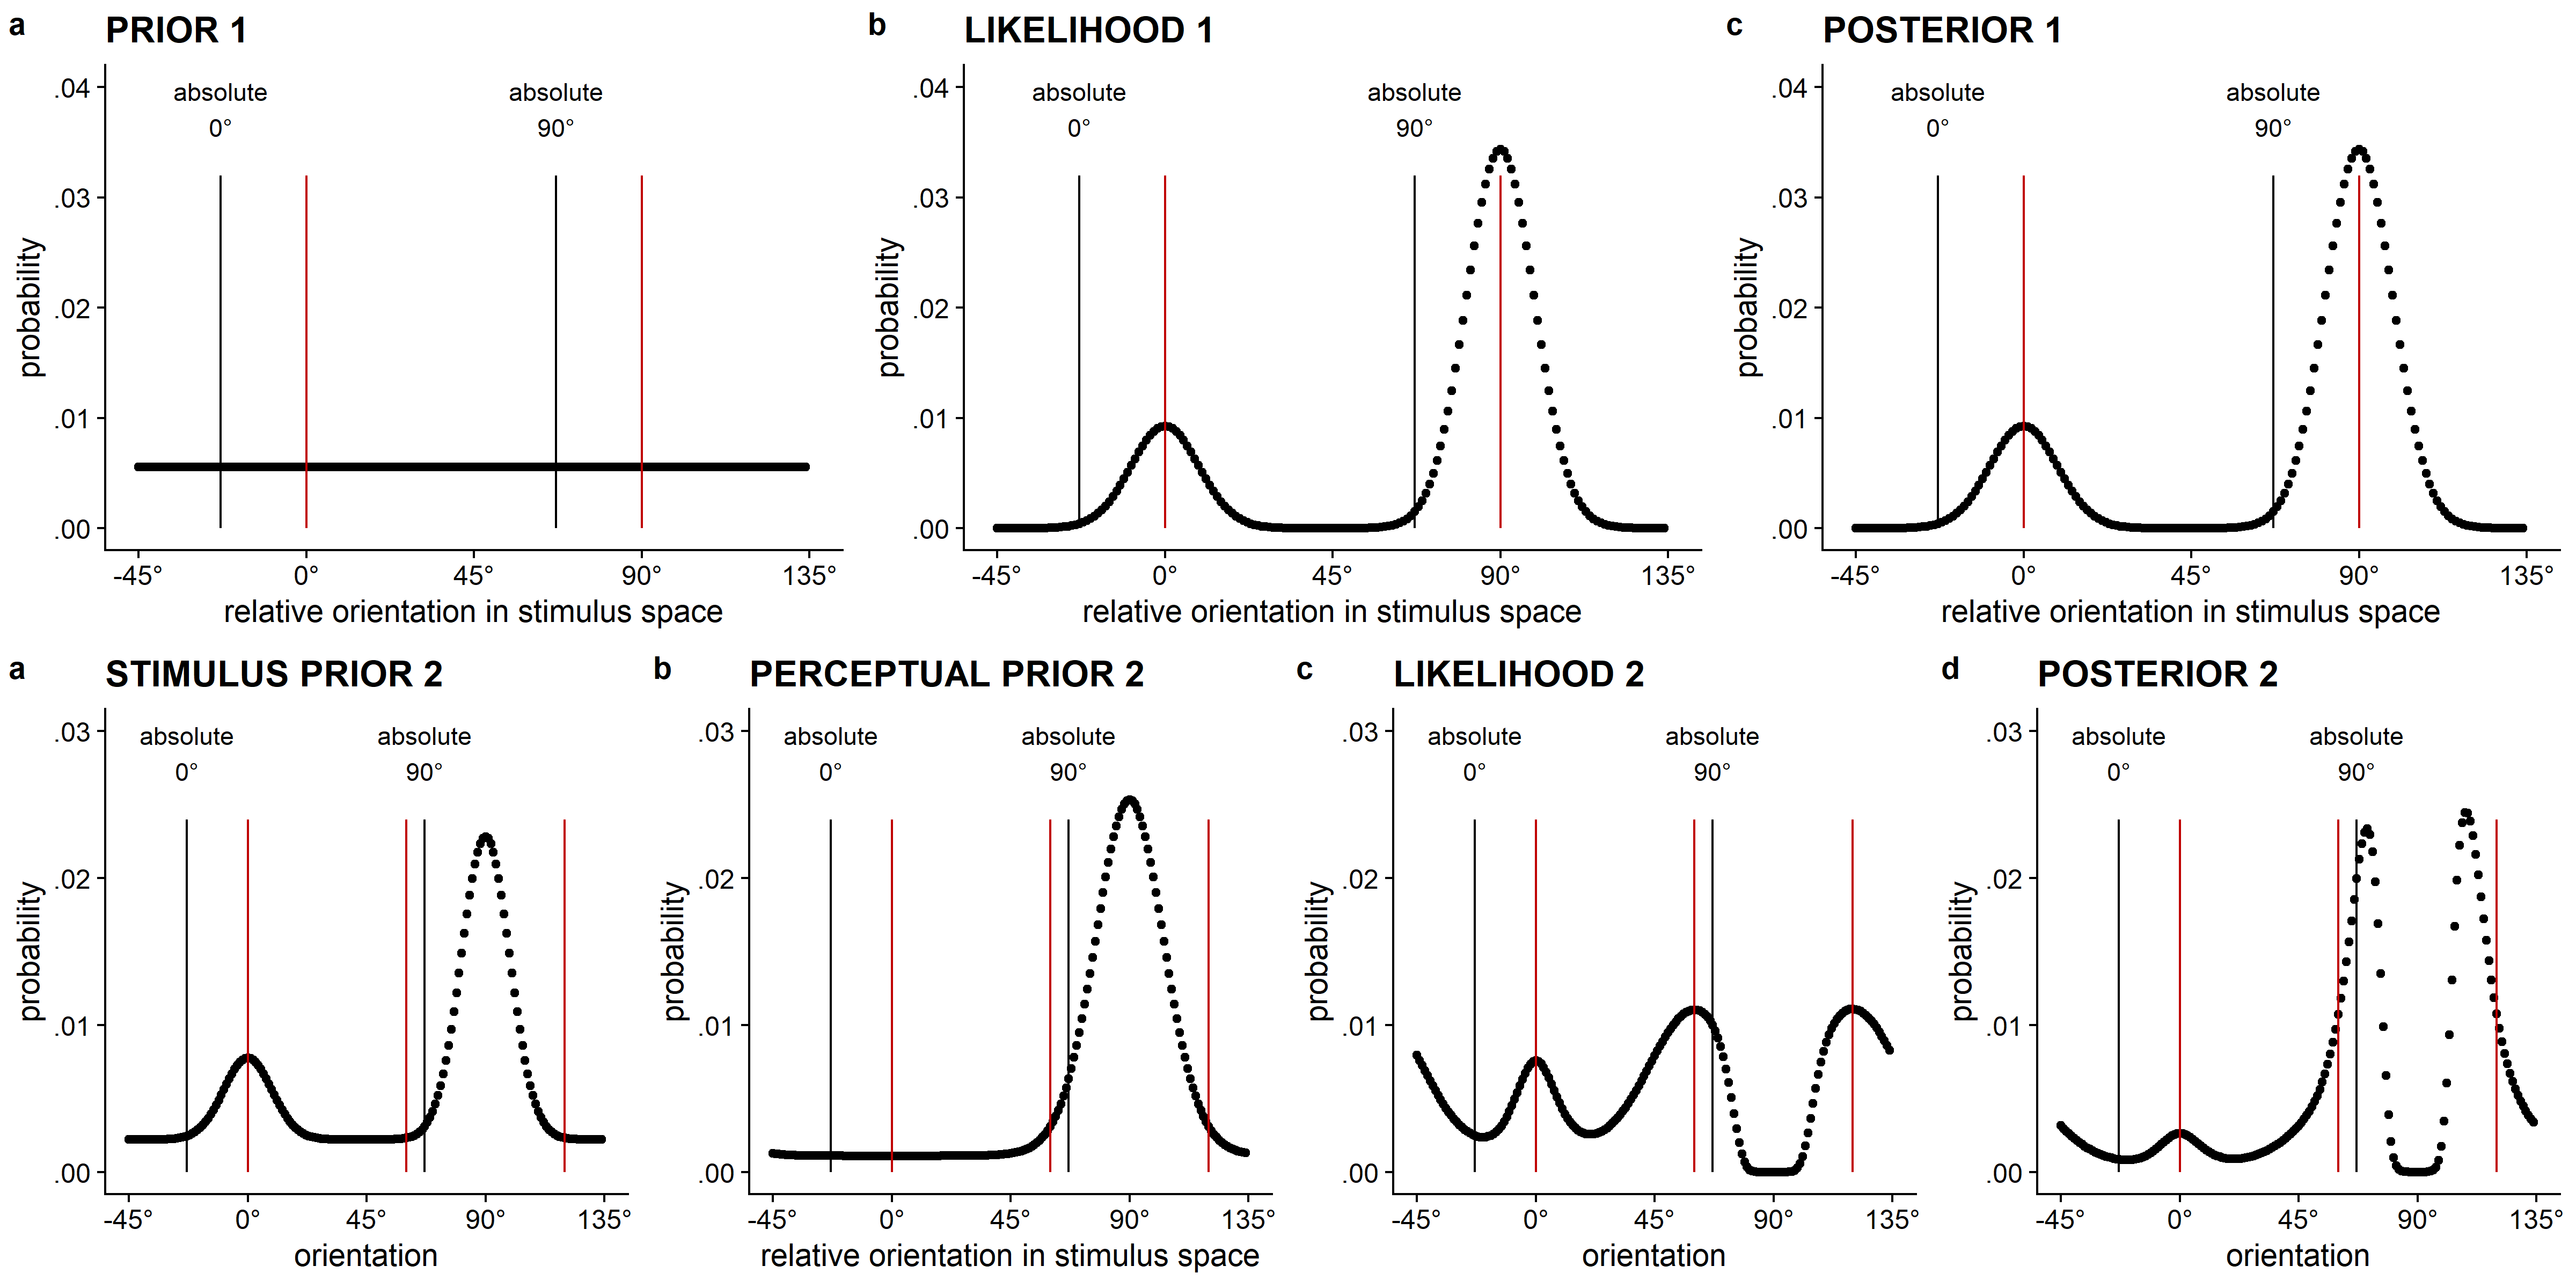 a PRIOR 1
.04
.03
.02
.01
.00
absolute
0°
absolute
90°
probability
-45° 0° 45° 90° 135°
relative orientation in stimulus space
b LIKELIHOOD 1
.04
.03
.02
.01
.00
absolute
0°
absolute
90°
probability
-45° 0° 45° 90° 135°
relative orientation in stimulus space
c POSTERIOR 1
.04
.03
.02
.01
.00
absolute
0°
absolute
90°
probability
-45° 0° 45° 90° 135°
relative orientation in stimulus space
a STIMULUS PRIOR 2
.03
.02
.01
.00
absolute
0°
absolute
90°
probability
-45° 0° 45° 90° 135°
orientation
b PERCEPTUAL PRIOR 2
.03
.02
.01
.00
absolute
0°
absolute
90°
probability
-45° 0° 45° 90° 135°
relative orientation in stimulus space
c LIKELIHOOD 2
.03
.02
.01
.00
absolute
0°
absolute
90°
probability
-45° 0° 45° 90° 135°
orientation
d POSTERIOR 2
.03
.02
.01
.00
absolute
0°
absolute
90°
probability
-45° 0° 45° 90° 135°
orientation